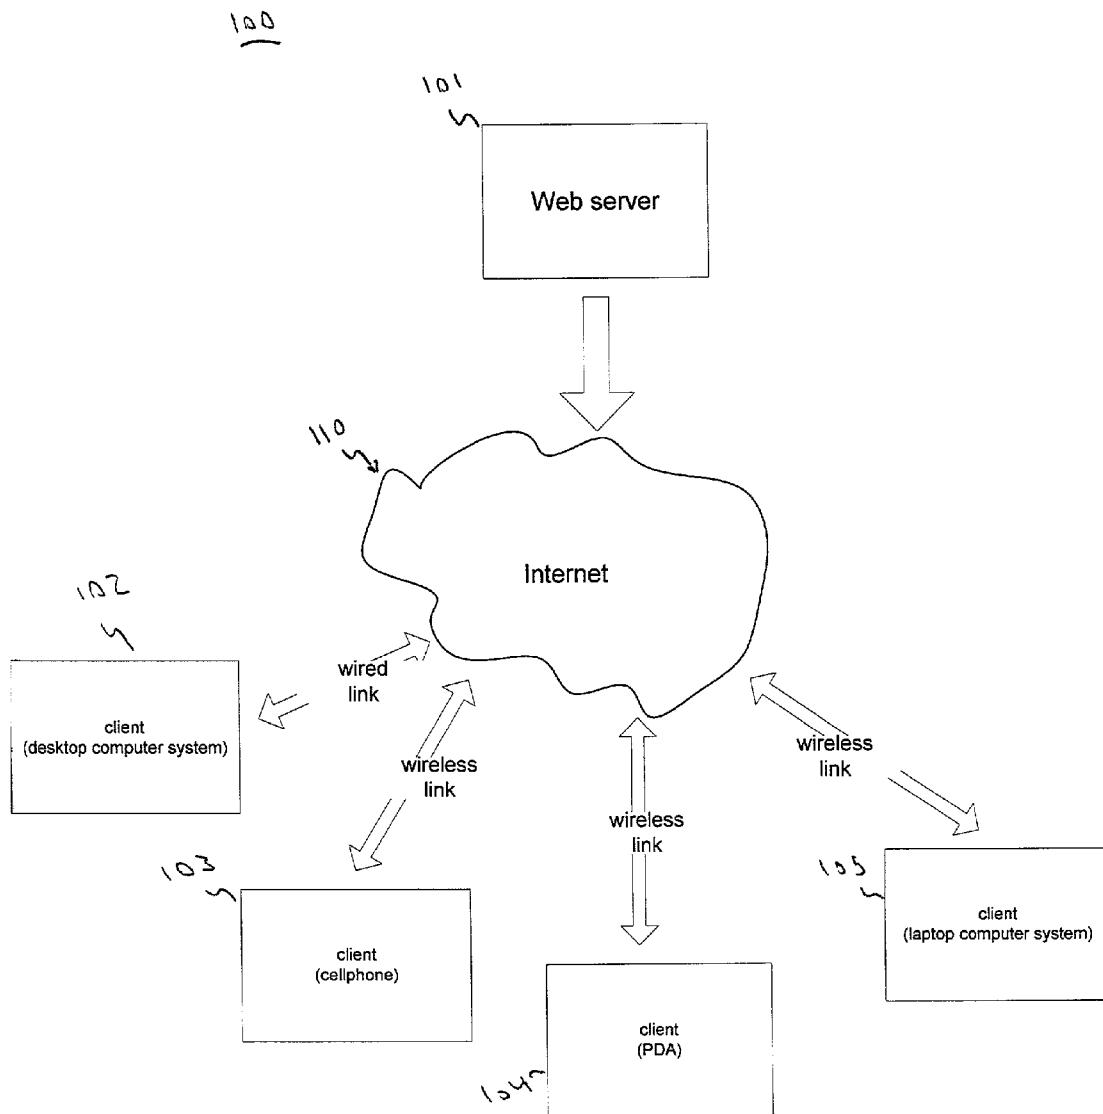 100
101
Web server
110
Internet
102
wired
link
client
(desktop computer system)
wireless
link
wireless
link
wireless
link
103
client
(cellphone)
104
client
(PDA)
105
client
(laptop computer system)